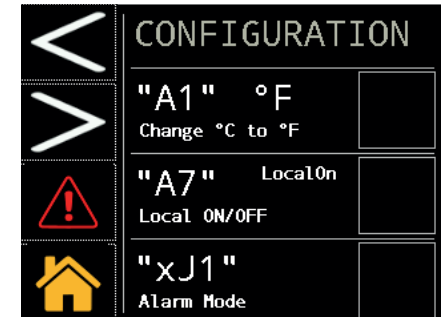 CONFIGURATION
"A1" °F
Change °C to °F
"A7" LocalOn
Local ON/OFF
"xJ1"
Alarm Mode